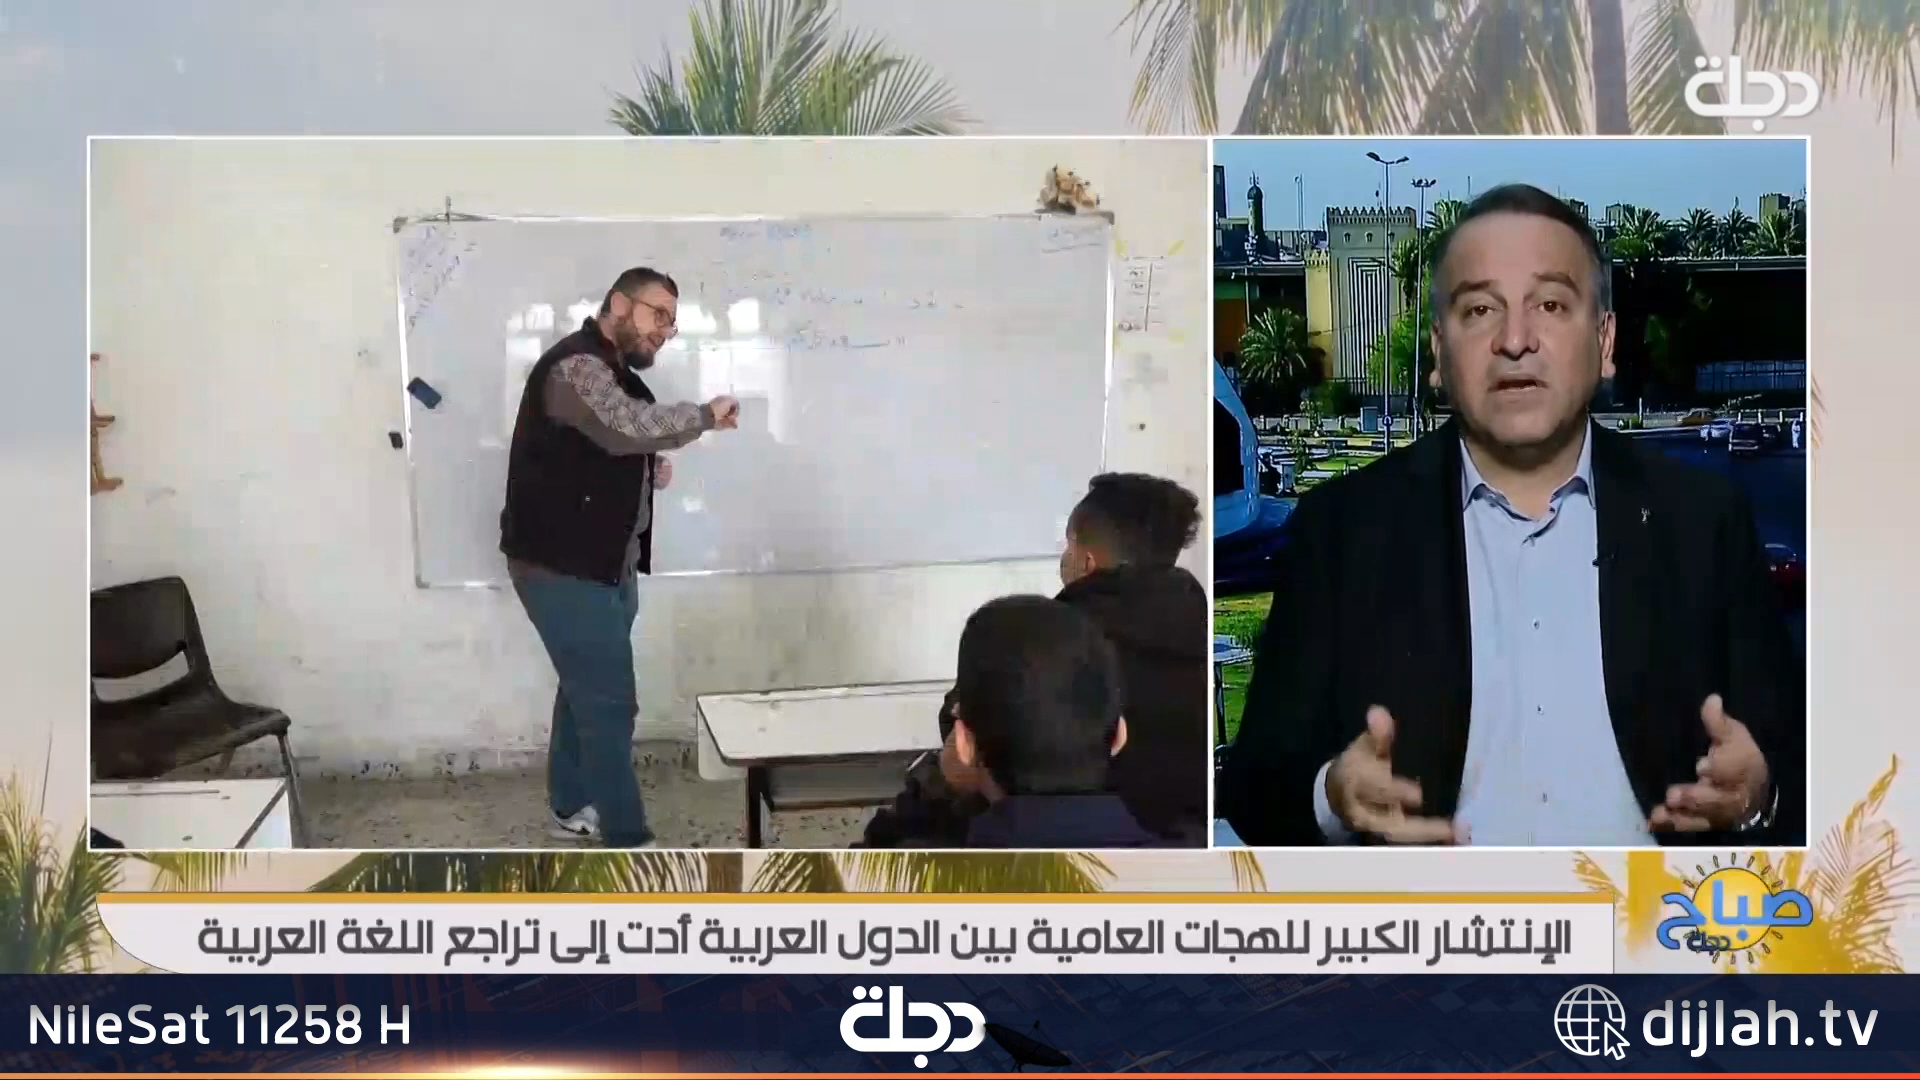 دجلة
الإنتشار الكبير للهجات العامية بين الدول العربية أدت إلى تراجع اللغة العربية
صباح
دجلة
NileSat 11258 H
دجلة
dijlah.tv